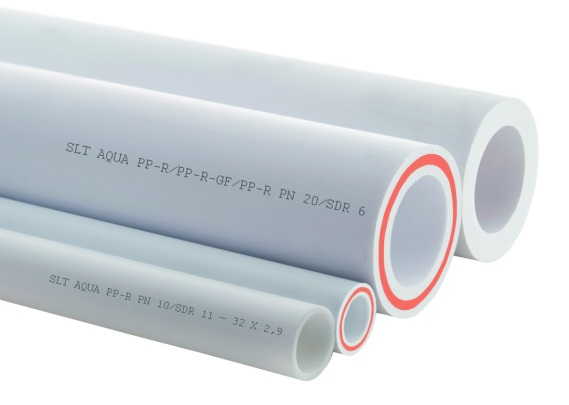 SLT AQUA PP-R/PP-R-GF/PP-R PN 20/SDR 6
SLT AQUA PP-R PN 10/SDR 11 — 32 X 2,9